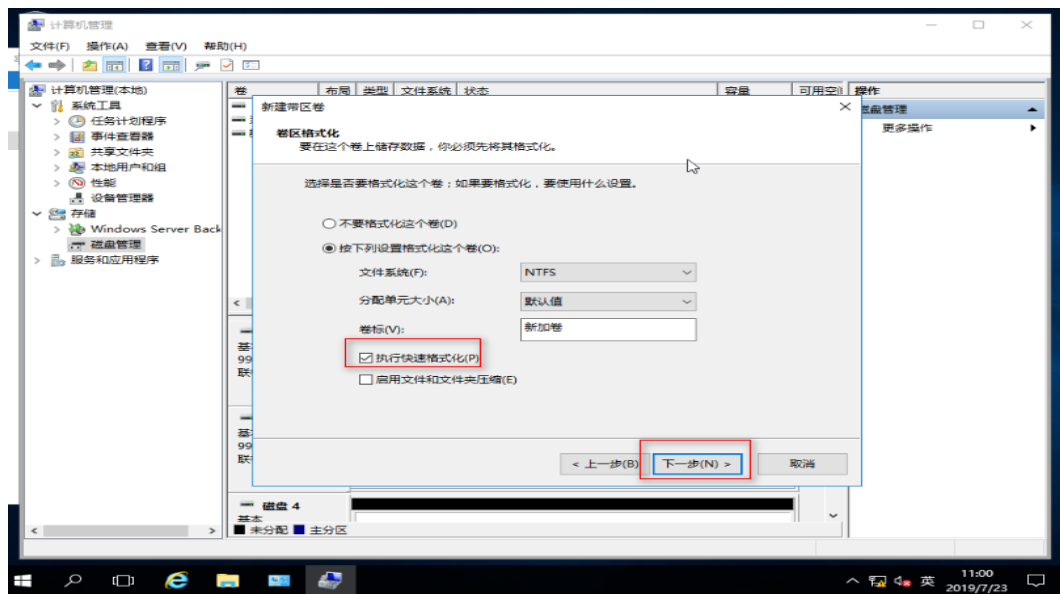 计算机管理
文件(F) 操作(A) 查看(V) 帮助(H)
计算机管理(本地)
系统工具
任务计划程序
事件查看器
共享文件夹
本地用户和组
性能
设备管理器
存储
Windows Server Back
磁盘管理
服务和应用程序
卷 布局 类型 文件系统 状态 容量 可用空间 操作
磁盘管理
更多操作
新建带区卷
卷区格式化
要在这个卷上储存数据，你必须先将其格式化。
选择是否要格式化这个卷；如果要格式化，要使用什么设置。
不要格式化这个卷(D)
按下列设置格式化这个卷(O):
文件系统(F): NTFS
分配单元大小(A): 默认值
卷标(V): 新加卷
执行快速格式化(P)
启用文件和文件夹压缩(E)
< 上一步(B) 下一步(N) > 取消
基
99
联
基
99
联
磁盘 4
基本
未分配 主分区
英
11:00
2019/7/23